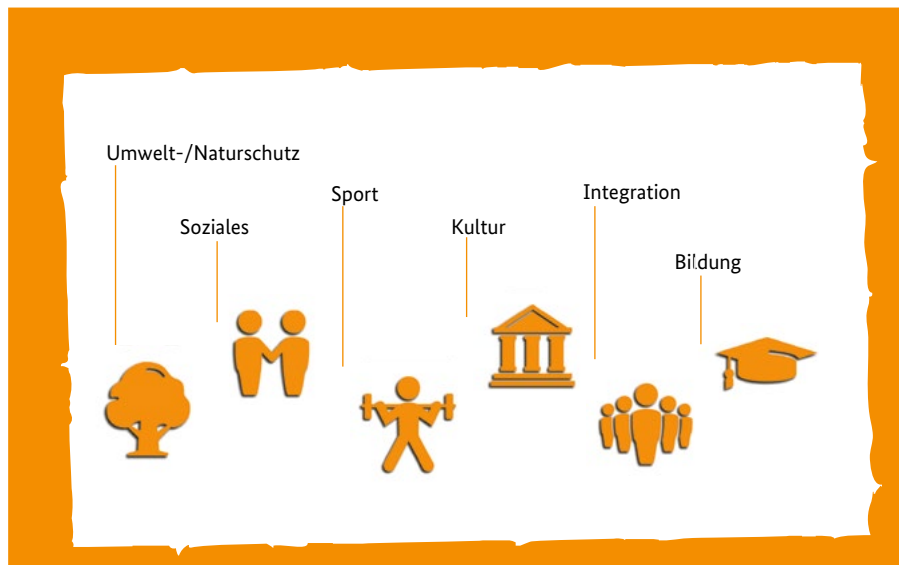 Umwelt-/Naturschutz
Soziales
Sport
Kultur
Integration
Bildung